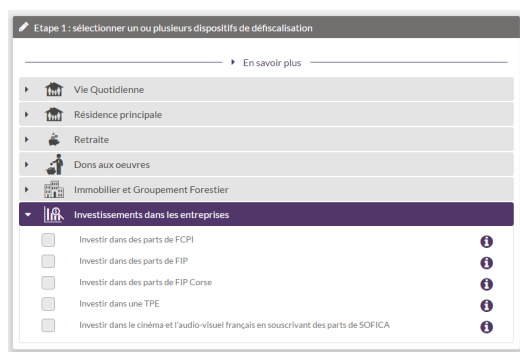 Etape 1 : sélectionner un ou plusieurs dispositifs de défiscalisation
En savoir plus
Vie Quotidienne
Résidence principale
Retraite
Dons aux oeuvres
Immobilier et Groupement Forestier
Investissements dans les entreprises
Investir dans des parts de FCPI
Investir dans des parts de FIP
Investir dans des parts de FIP Corse
Investir dans une TPE
Investir dans le cinéma et l'audio-visuel français en souscrivant des parts de SOFICA